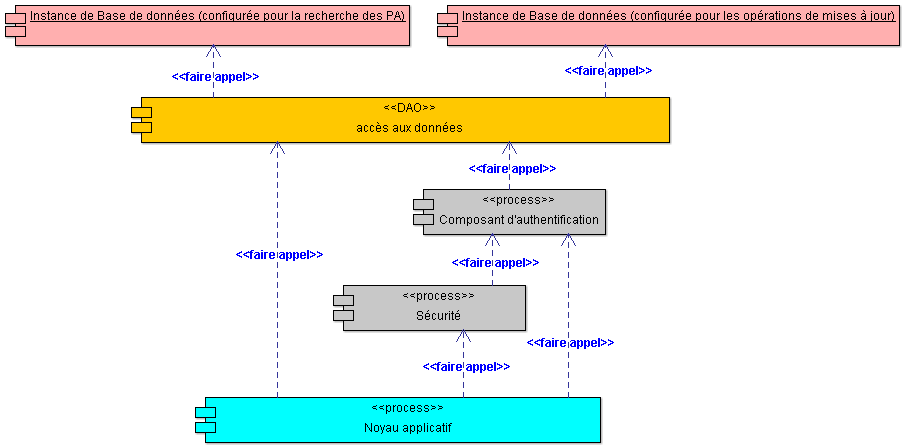 Instance de Base de données (configurée pour la recherche des PA)
Instance de Base de données (configurée pour les opérations de mises à jour)
<<faire appel>>
<<faire appel>>
<<DAO>>
accès aux données
<<faire appel>>
<<process>>
Composant d'authentification
<<faire appel>>
<<faire appel>>
<<process>>
Sécurité
<<faire appel>>
<<faire appel>>
<<process>>
Noyau applicatif